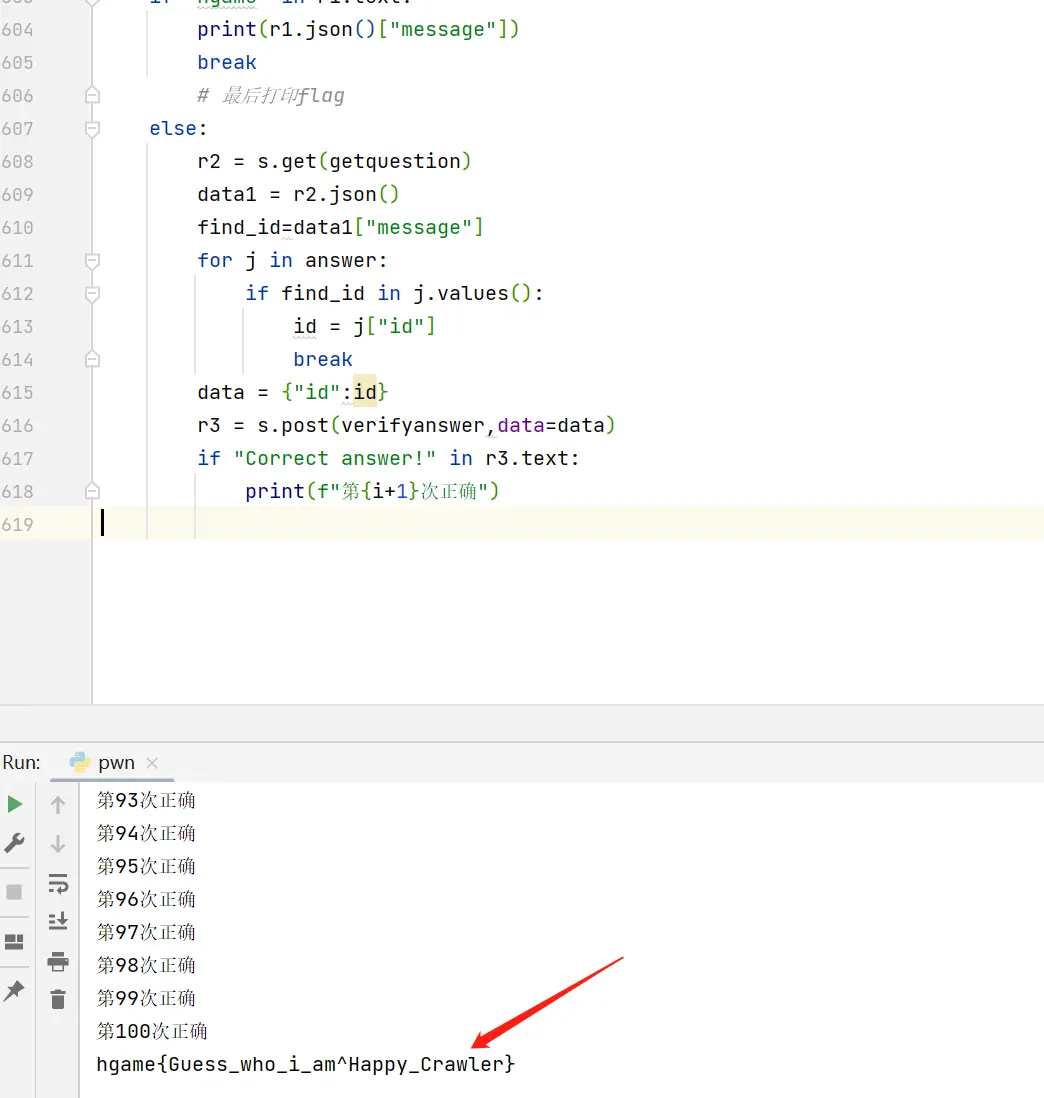 604 print(r1.json()["message"])
605 break
606 # 最后打印flag
607 else:
608 r2 = s.get(getquestion)
609 data1 = r2.json()
610 find_id=data1["message"]
611 for j in answer:
612 if find_id in j.values():
613 id = j["id"]
614 break
615 data = {"id":id}
616 r3 = s.post(verifyanswer,data=data)
617 if "Correct answer!" in r3.text:
618 print(f"第{i+1}次正确")
619
Run: pwn
第93次正确
第94次正确
第95次正确
第96次正确
第97次正确
第98次正确
第99次正确
第100次正确
hgame{Guess_who_i_am^Happy_Crawler}